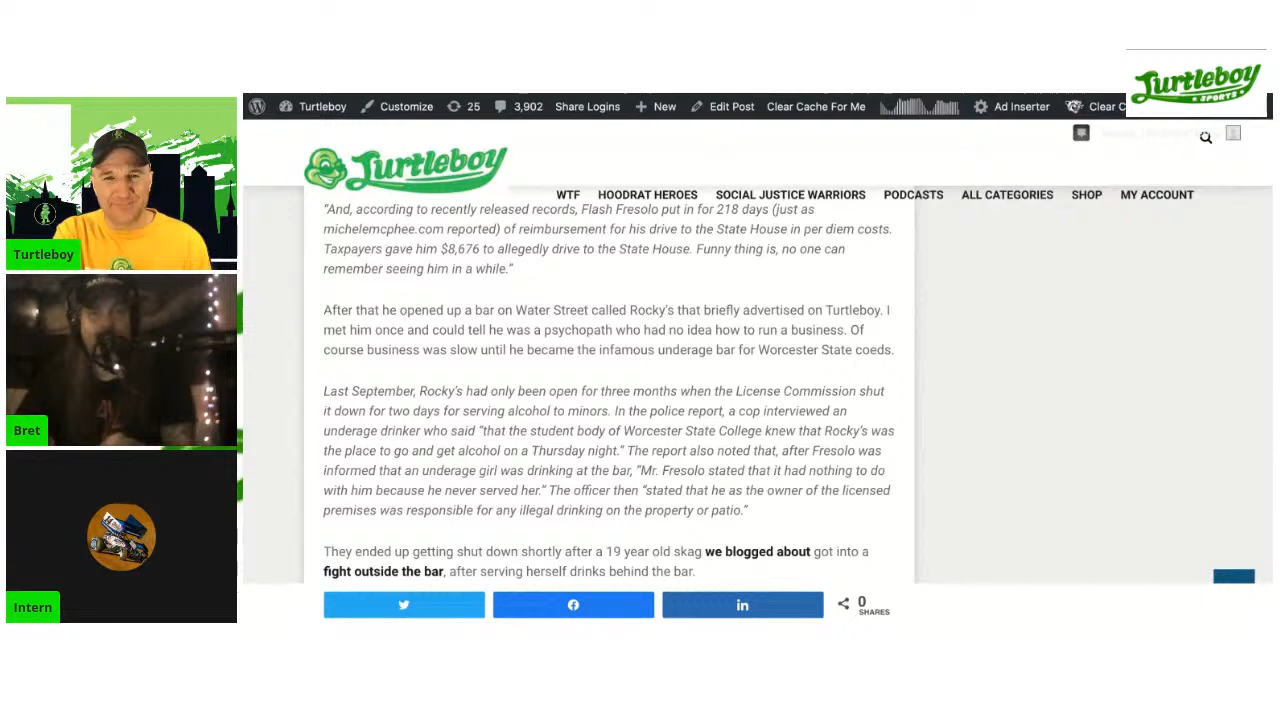 Turtleboy
SPORTS
Turtleboy Customize 25 3,902 Share Logins New Edit Post Clear Cache For Me Ad Inserter Clear C
Turtleboy
WTF HOODRAT HEROES SOCIAL JUSTICE WARRIORS PODCASTS ALL CATEGORIES SHOP MY ACCOUNT
“And, according to recently released records, Flash Fresolo put in for 218 days (just as
michelemcphee.com reported) of reimbursement for his drive to the State House in per diem costs.
Taxpayers gave him $8,676 to allegedly drive to the State House. Funny thing is, no one can
remember seeing him in a while.”
After that he opened up a bar on Water Street called Rocky’s that briefly advertised on Turtleboy. I
met him once and could tell he was a psychopath who had no idea how to run a business. Of
course business was slow until he became the infamous underage bar for Worcester State coeds.
Last September, Rocky’s had only been open for three months when the License Commission shut
it down for two days for serving alcohol to minors. In the police report, a cop interviewed an
underage drinker who said “that the student body of Worcester State College knew that Rocky’s was
the place to go and get alcohol on a Thursday night.” The report also noted that, after Fresolo was
informed that an underage girl was drinking at the bar, “Mr. Fresolo stated that it had nothing to do
with him because he never served her.” The officer then “stated that he as the owner of the licensed
premises was responsible for any illegal drinking on the property or patio.”
They ended up getting shut down shortly after a 19 year old skag we blogged about got into a
fight outside the bar, after serving herself drinks behind the bar.
0
SHARES
Turtleboy
Bret
Intern